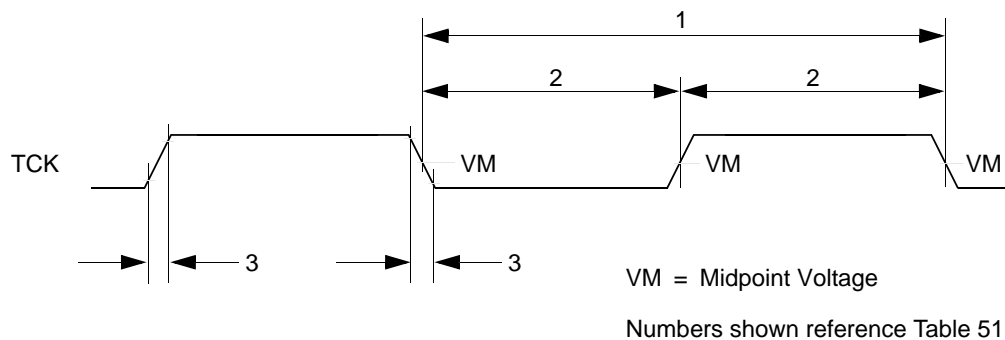 1
2 2
TCK VM VM VM
3 3
VM = Midpoint Voltage
Numbers shown reference Table 51